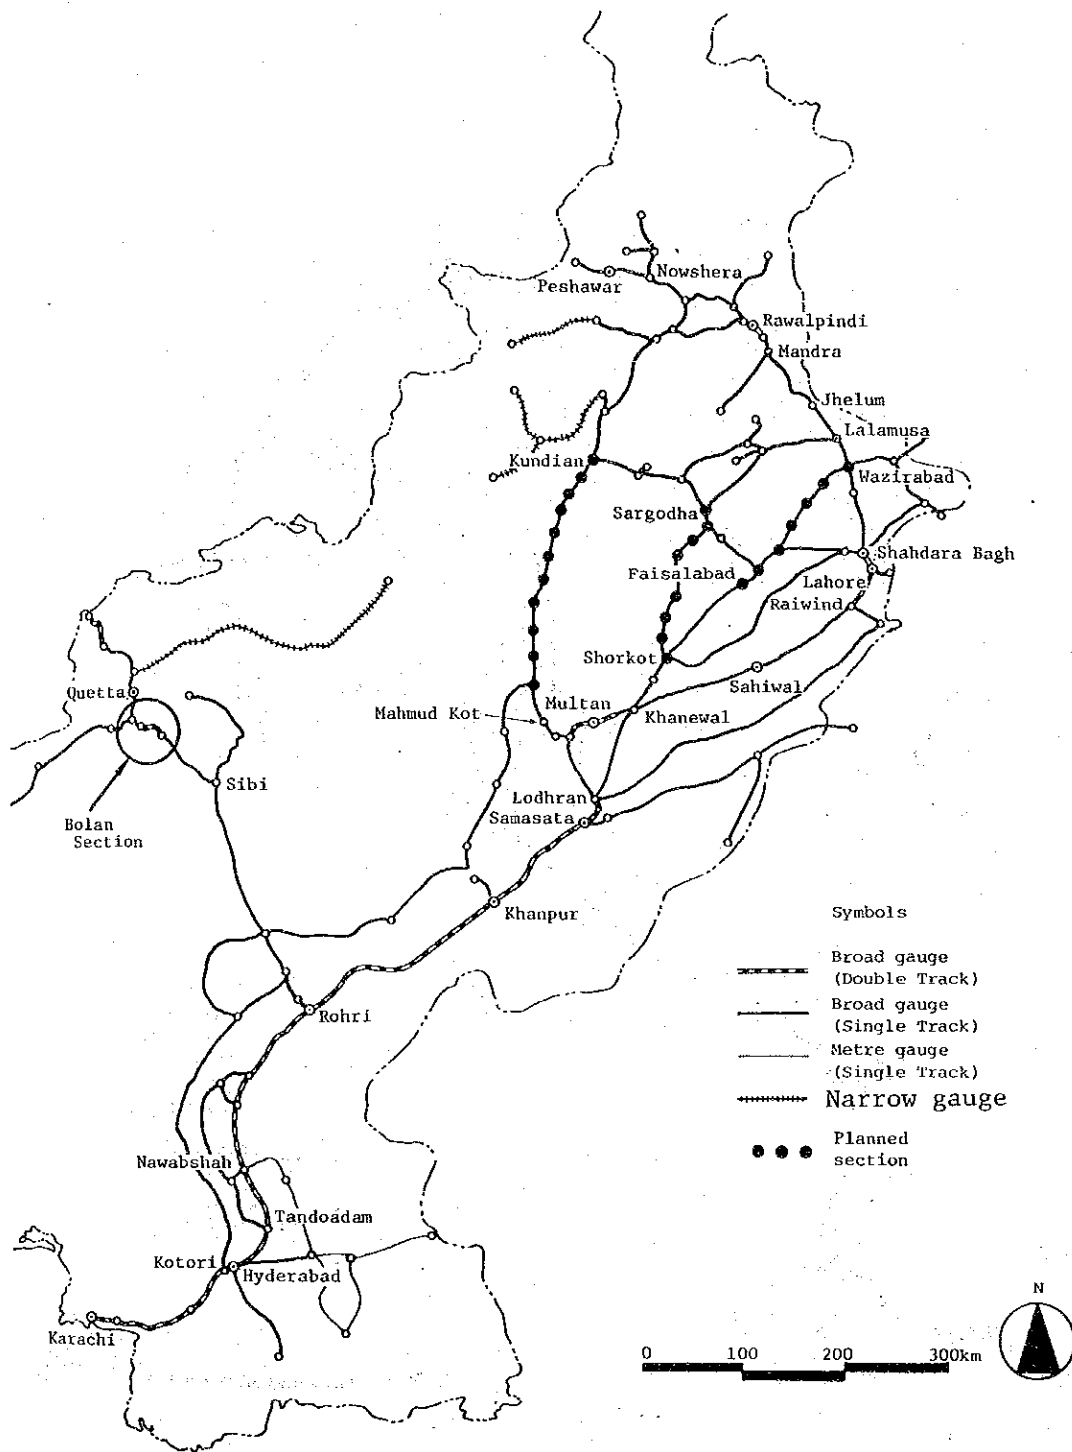 Nowshera
Peshawar
Rawalpindi
Mandra
Jhelum
Lalamusa
Kundian
Wazirabad
Sargodha
Shahdara Bagh
Faisalabad
Lahore
Raiwind
Shorkot
Sahiwal
Quetta
Multan
Mahmud Kot
Khanewal
Sibi
Lodhran
Samasata
Bolan
Section
Khanpur
Rohri
Nawabshah
Tandoadam
Kotori
Hyderabad
Karachi
Symbols
Broad gauge
(Double Track)
Broad gauge
(Single Track)
Metre gauge
(Single Track)
Narrow gauge
Planned
section
N
0 100 200 300km